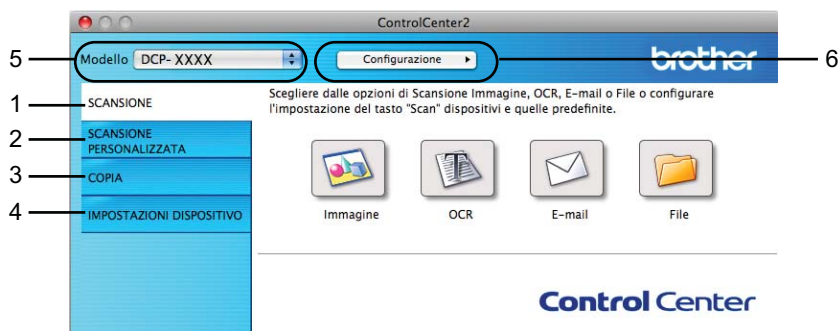 ControlCenter2
5
Modello
DCP- XXXX
Configurazione
6
brother
1
SCANSIONE
2
SCANSIONE
PERSONALIZZATA
3
COPIA
4
IMPOSTAZIONI DISPOSITIVO
Scegliere dalle opzioni di Scansione Immagine, OCR, E-mail o File o configurare
l'impostazione del tasto "Scan" dispositivi e quelle predefinite.
Immagine
OCR
E-mail
File
Control Center